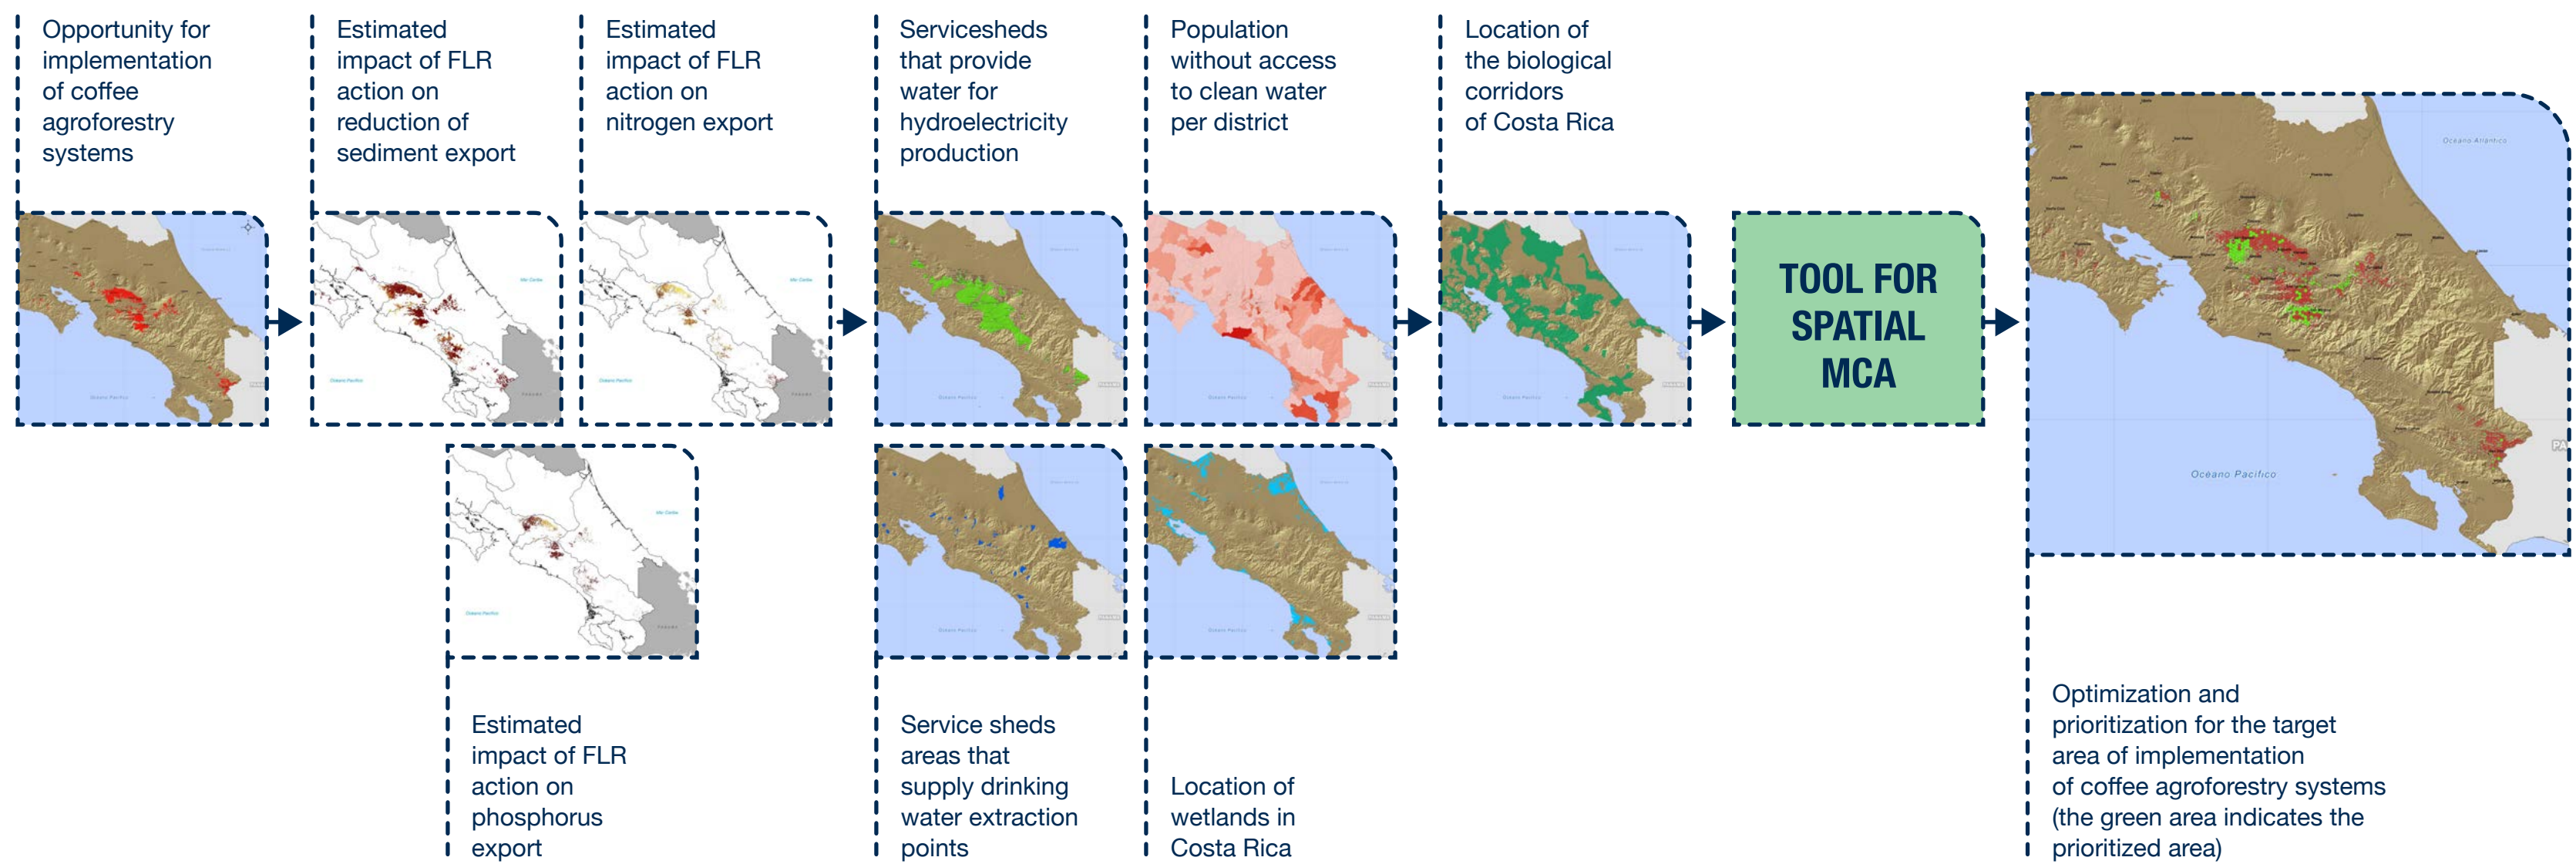 Opportunity for
implementation
of coffee
agroforestry
systems
Estimated
impact of FLR
action on
reduction of
sediment export
Estimated
impact of FLR
action on
nitrogen export
Servicesheds
that provide
water for
hydroelectricity
production
Population
without access
to clean water
per district
Location of
the biological
corridors
of Costa Rica
TOOL FOR
SPATIAL
MCA
Océano Atlántico
Océano Pacífico
PA
Estimated
impact of FLR
action on
phosphorus
export
Service sheds
areas that
supply drinking
water extraction
points
Location of
wetlands in
Costa Rica
Optimization and
prioritization for the target
area of implementation
of coffee agroforestry systems
(the green area indicates the
prioritized area)